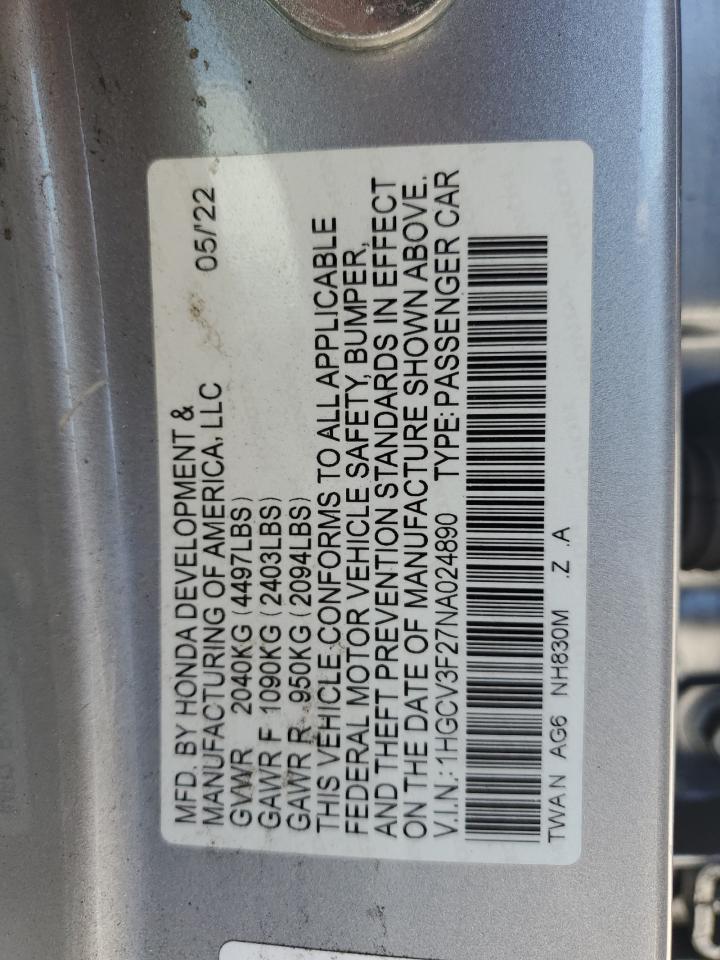 MFD. BY HONDA DEVELOPMENT &
MANUFACTURING OF AMERICA, LLC 05/'22
GVWR 2040KG (4497LBS)
GAWR F 1090KG (2403LBS)
GAWR R 950KG (2094LBS)
THIS VEHICLE CONFORMS TO ALL APPLICABLE
FEDERAL MOTOR VEHICLE SAFETY, BUMPER,
AND THEFT PREVENTION STANDARDS IN EFFECT
ON THE DATE OF MANUFACTURE SHOWN ABOVE.
V.I.N.: 1HGCV3F27NA024890 TYPE: PASSENGER CAR
TWAN AG6 NH830M .Z .A